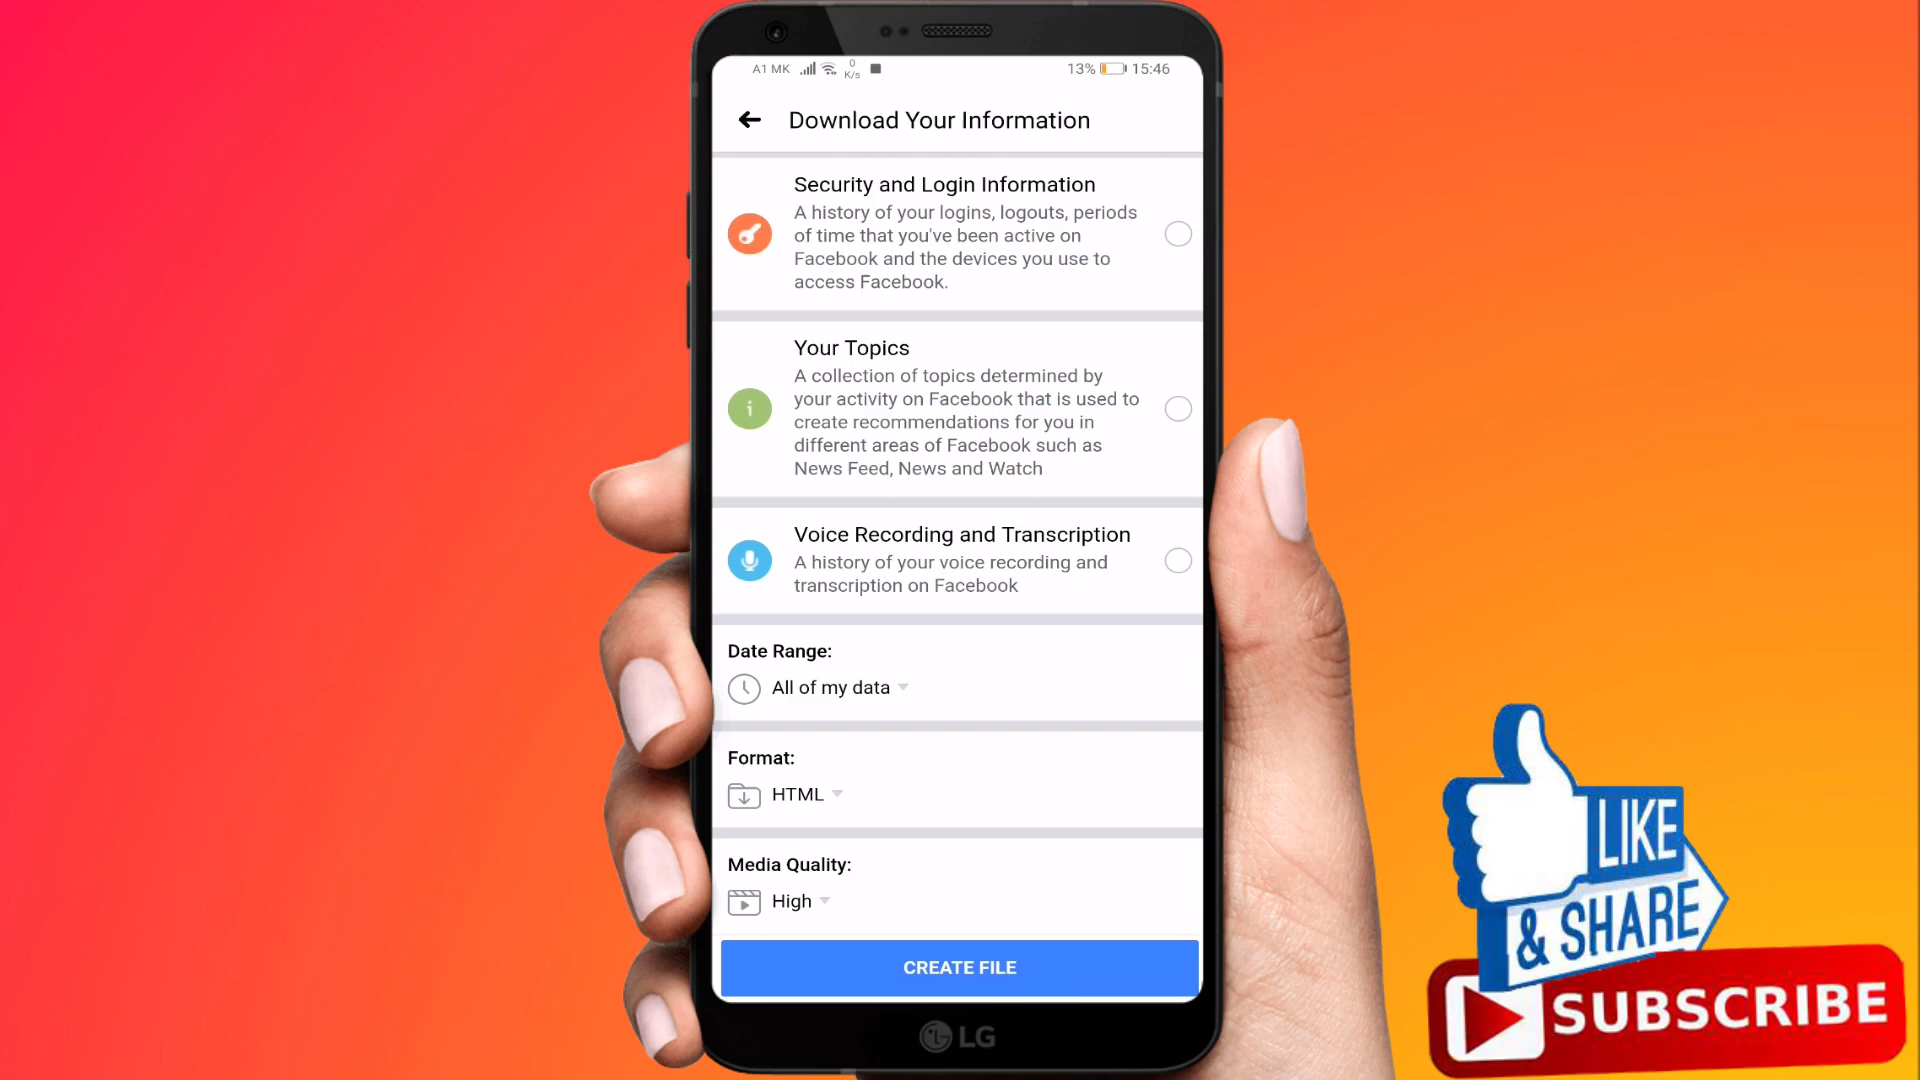 A1 MK
0
K/s
13%
15:46
Download Your Information
Security and Login Information
A history of your logins, logouts, periods
of time that you've been active on
Facebook and the devices you use to
access Facebook.
Your Topics
A collection of topics determined by
your activity on Facebook that is used to
create recommendations for you in
different areas of Facebook such as
News Feed, News and Watch
Voice Recording and Transcription
A history of your voice recording and
transcription on Facebook
Date Range:
All of my data
Format:
HTML
Media Quality:
High
CREATE FILE
LG
LIKE
& SHARE
SUBSCRIBE